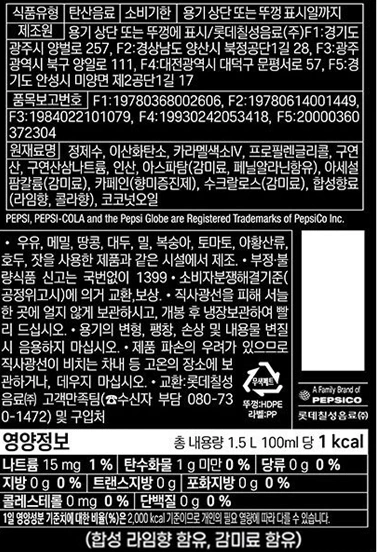 식품유형 탄산음료 소비기한 용기 상단 또는 뚜껑 표시일까지
제조원 용기 상단 또는 뚜껑에 표시/롯데칠성음료(주)F1:경기도
광주시 양벌로 257, F2:경상남도 양산시 북정공단1길 28, F3:광주
광역시 북구 양일로 111, F4:대전광역시 대덕구 문평서로 57, F5:경
기도 안성시 미양면 제2공단1길 17
품목보고번호 F1:19780368002606, F2:19780614001449,
F3:1984022101079, F4:19930242053418, F5:20000360
372304
원재료명 정제수, 이산화탄소, 카라멜색소IV, 프로필렌글리콜, 구연
산, 구연산삼나트륨, 인산, 아스파탐(감미료, 페닐알라닌함유), 아세설
팜칼륨(감미료), 카페인(향미증진제), 수크랄로스(감미료), 합성향료
(라임향, 콜라향), 코코넛오일
PEPSI, PEPSI-COLA and the Pepsi Globe are Registered Trademarks of PepsiCo Inc.
• 우유, 메밀, 땅콩, 대두, 밀, 복숭아, 토마토, 아황산류,
호두, 잣을 사용한 제품과 같은 시설에서 제조. • 부정·불
량식품 신고는 국번없이 1399 • 소비자분쟁해결기준(
공정위고시)에 의거 교환,보상. • 직사광선을 피해 서늘
한 곳에 얼지 않게 보관하시고, 개봉 후 냉장보관하여 빨
리 드십시오. • 용기의 변형, 팽창, 손상 및 내용물 변질
시 음용하지 마십시오. • 제품 파손의 우려가 있으므로
직사광선이 비치는 차내 등 고온의 장소에 보
관하거나, 데우지 마십시오. • 교환:롯데칠성
음료㈜ 고객만족팀(☎수신자 부담 080-73
0-1472) 및 구입처
무색페트
뚜껑:HDPE
라벨:PP
A Family Brand of
PEPSICO
롯데칠성음료㈜
영양정보 총 내용량 1.5 L 100ml 당 1 kcal
나트륨 15 mg 1 % 탄수화물 1 g 미만 0 % 당류 0 g 0 %
지방 0 g 0 % 트랜스지방 0 g 포화지방 0 g 0 %
콜레스테롤 0 mg 0 % 단백질 0 g 0 %
1일 영양성분 기준치에 대한 비율(%)은 2,000 kcal 기준이므로 개인의 필요 열량에 따라 다를 수 있습니다.
(합성 라임향 함유, 감미료 함유)